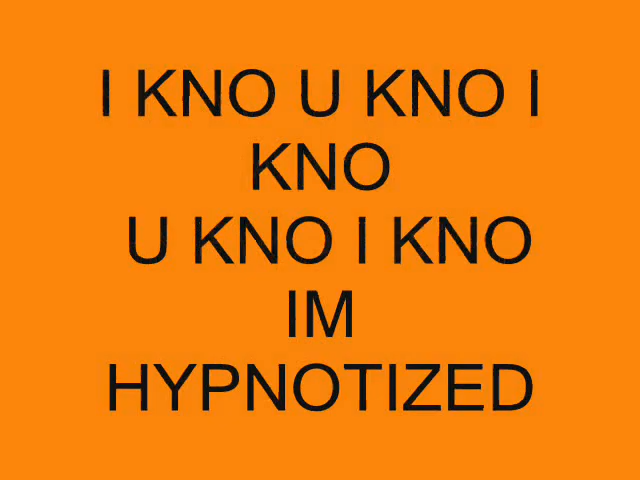 I KNO U KNO I
KNO
U KNO I KNO
IM
HYPNOTIZED